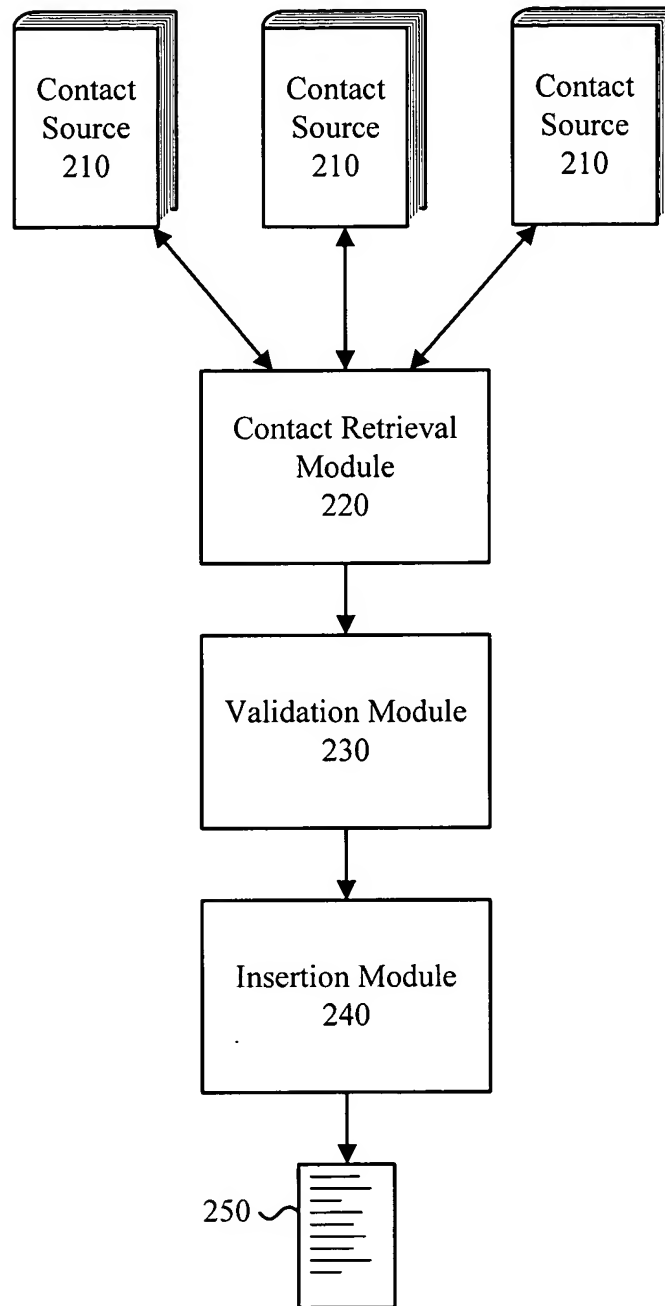 Contact
Source
210
Contact
Source
210
Contact
Source
210
Contact Retrieval
Module
220
Validation Module
230
Insertion Module
240
250